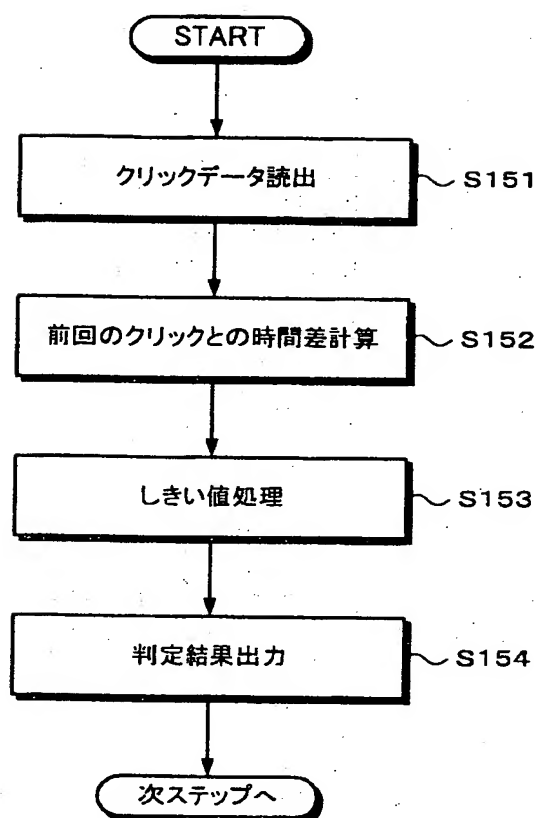 START
クリックデータ読出
S151
前回のクリックとの時間差計算
S152
しきい値処理
S153
判定結果出力
S154
次ステップへ